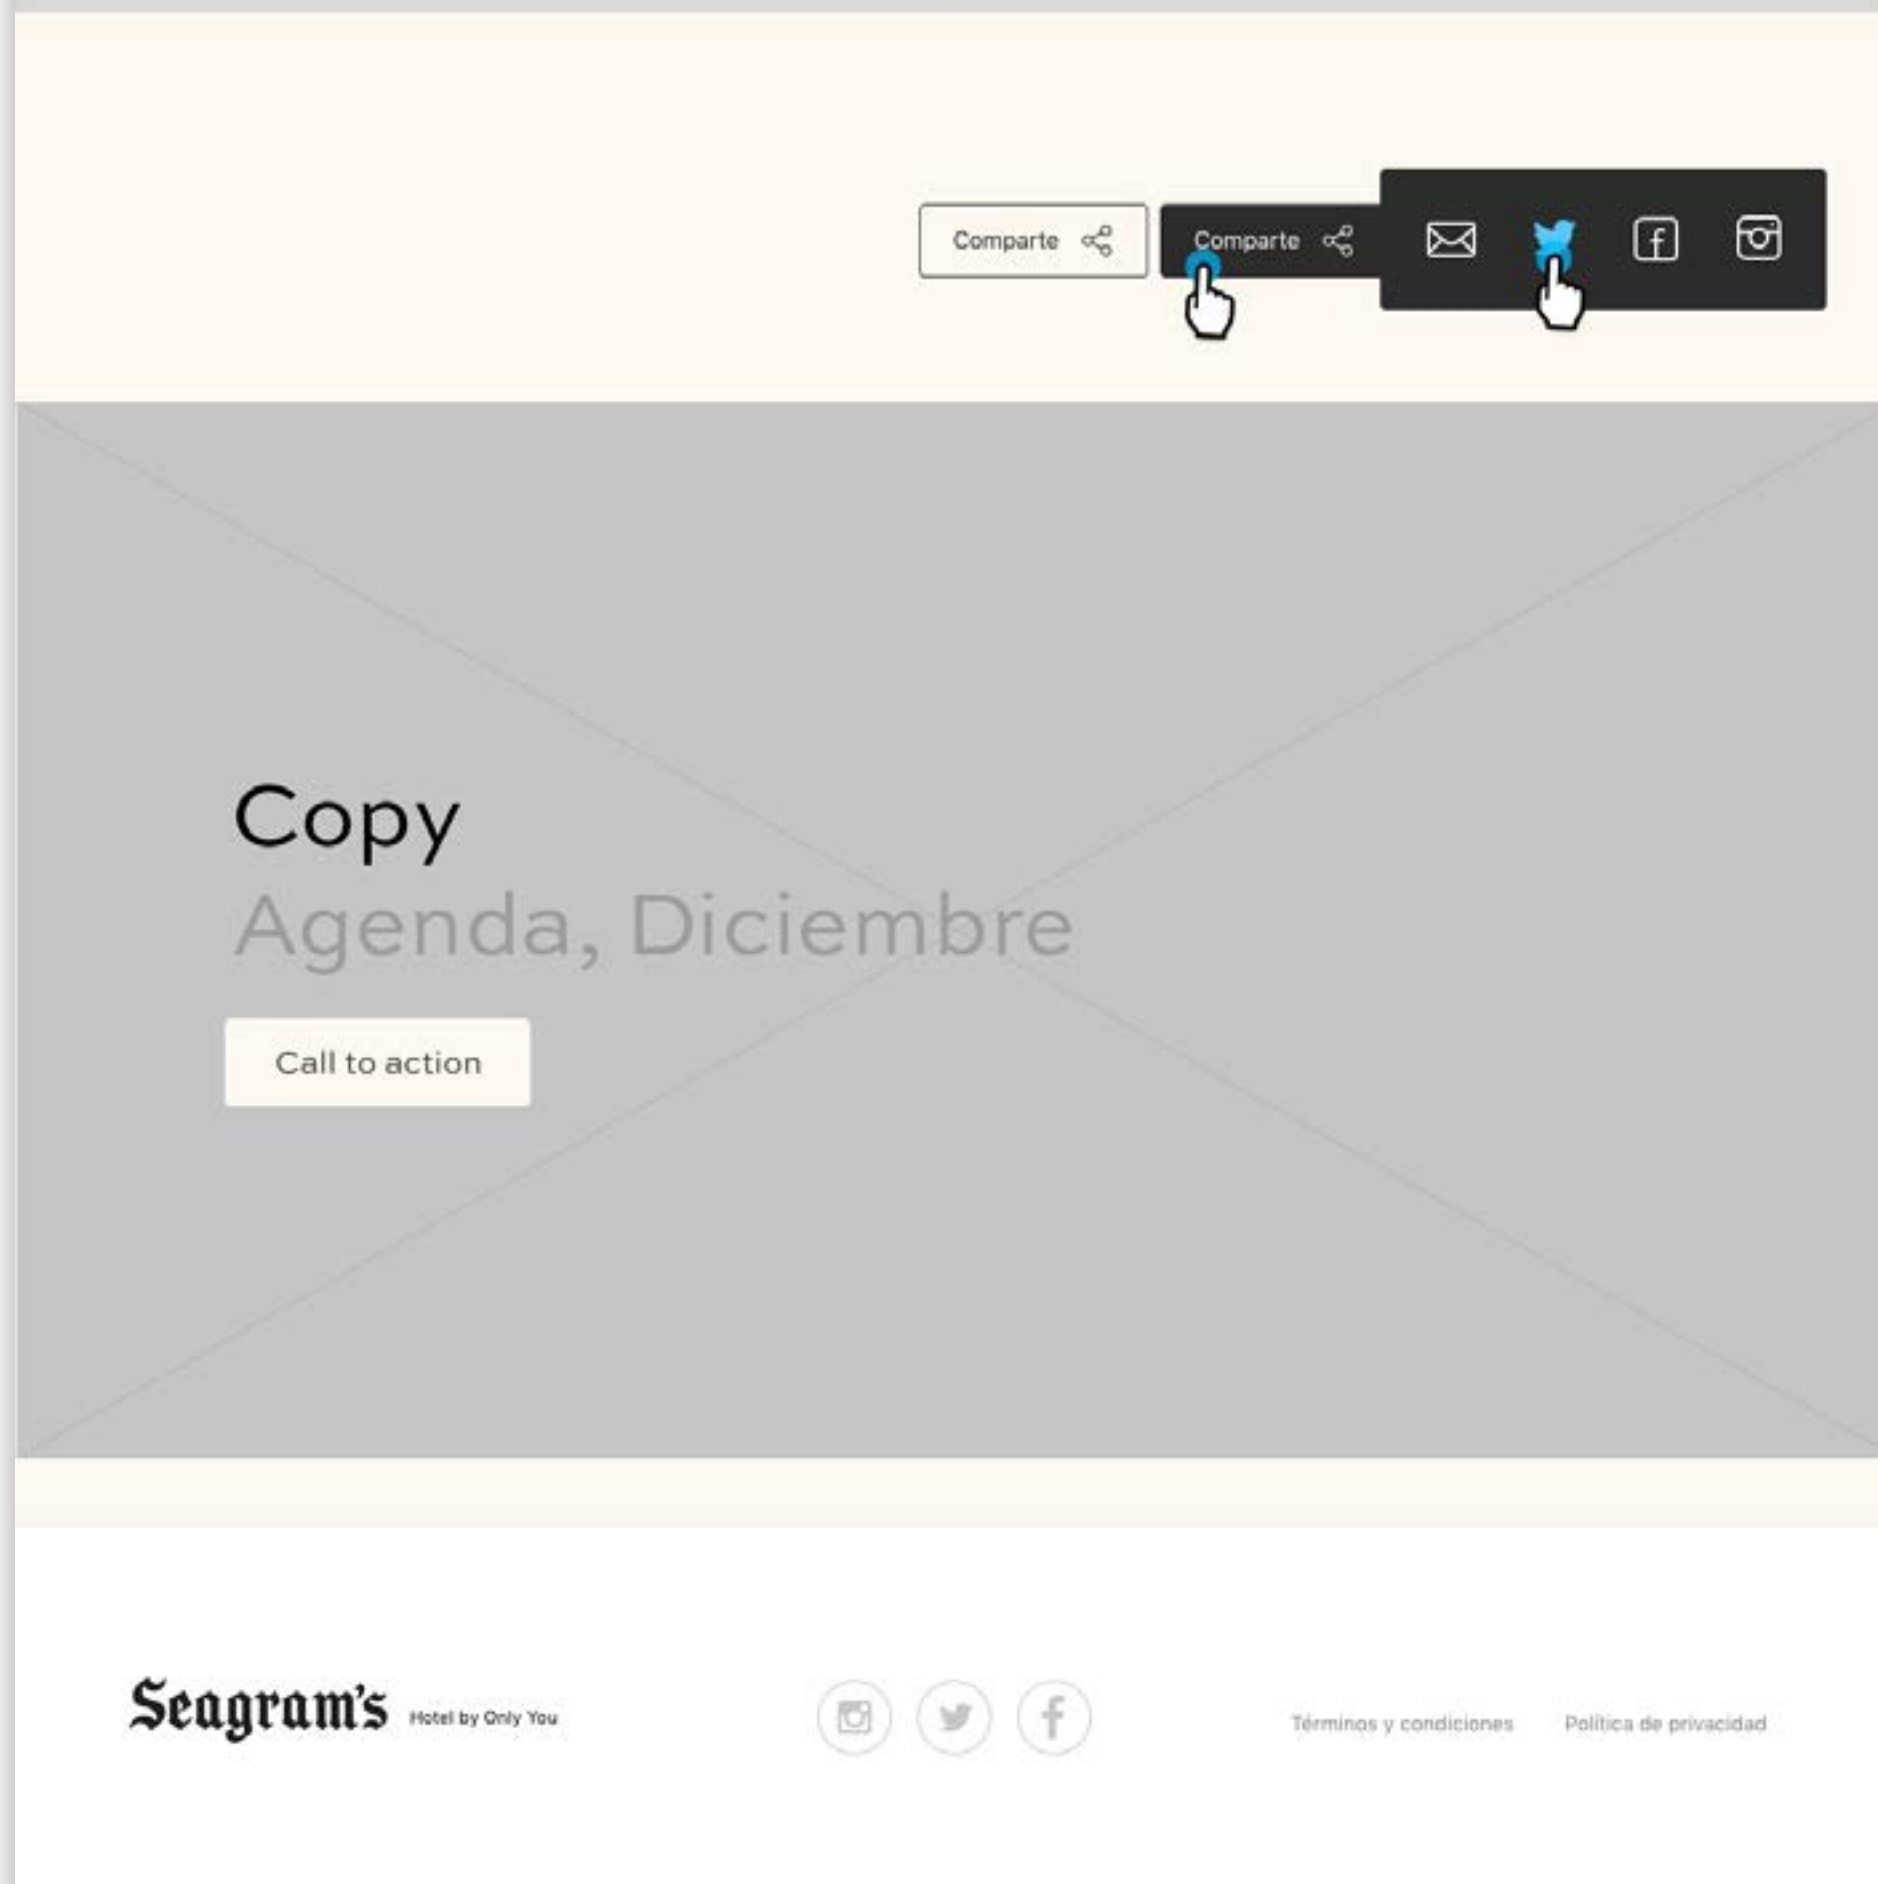 Comparte
Comparte
Copy
Agenda, Diciembre
Call to action
Seagram's Hotel by Only You
Términos y condiciones
Política de privacidad